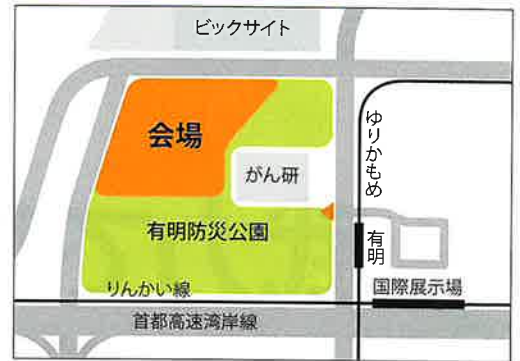 ビックサイト
会場
がん研
ゆりかもめ
有明防災公園
有明
りんかい線
国際展示場
首都高速湾岸線